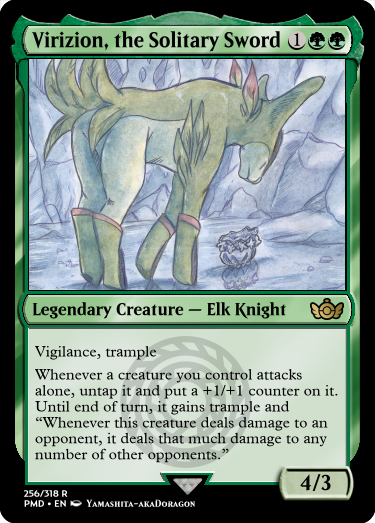 Virizion, the Solitary Sword 1
Legendary Creature — Elk Knight
Vigilance, trample
Whenever a creature you control attacks
alone, untap it and put a +1/+1 counter on it.
Until end of turn, it gains trample and
“Whenever this creature deals damage to an
opponent, it deals that much damage to any
number of other opponents.”
4/3
256/318 R
PMD • EN Yamashita-akaDoragon